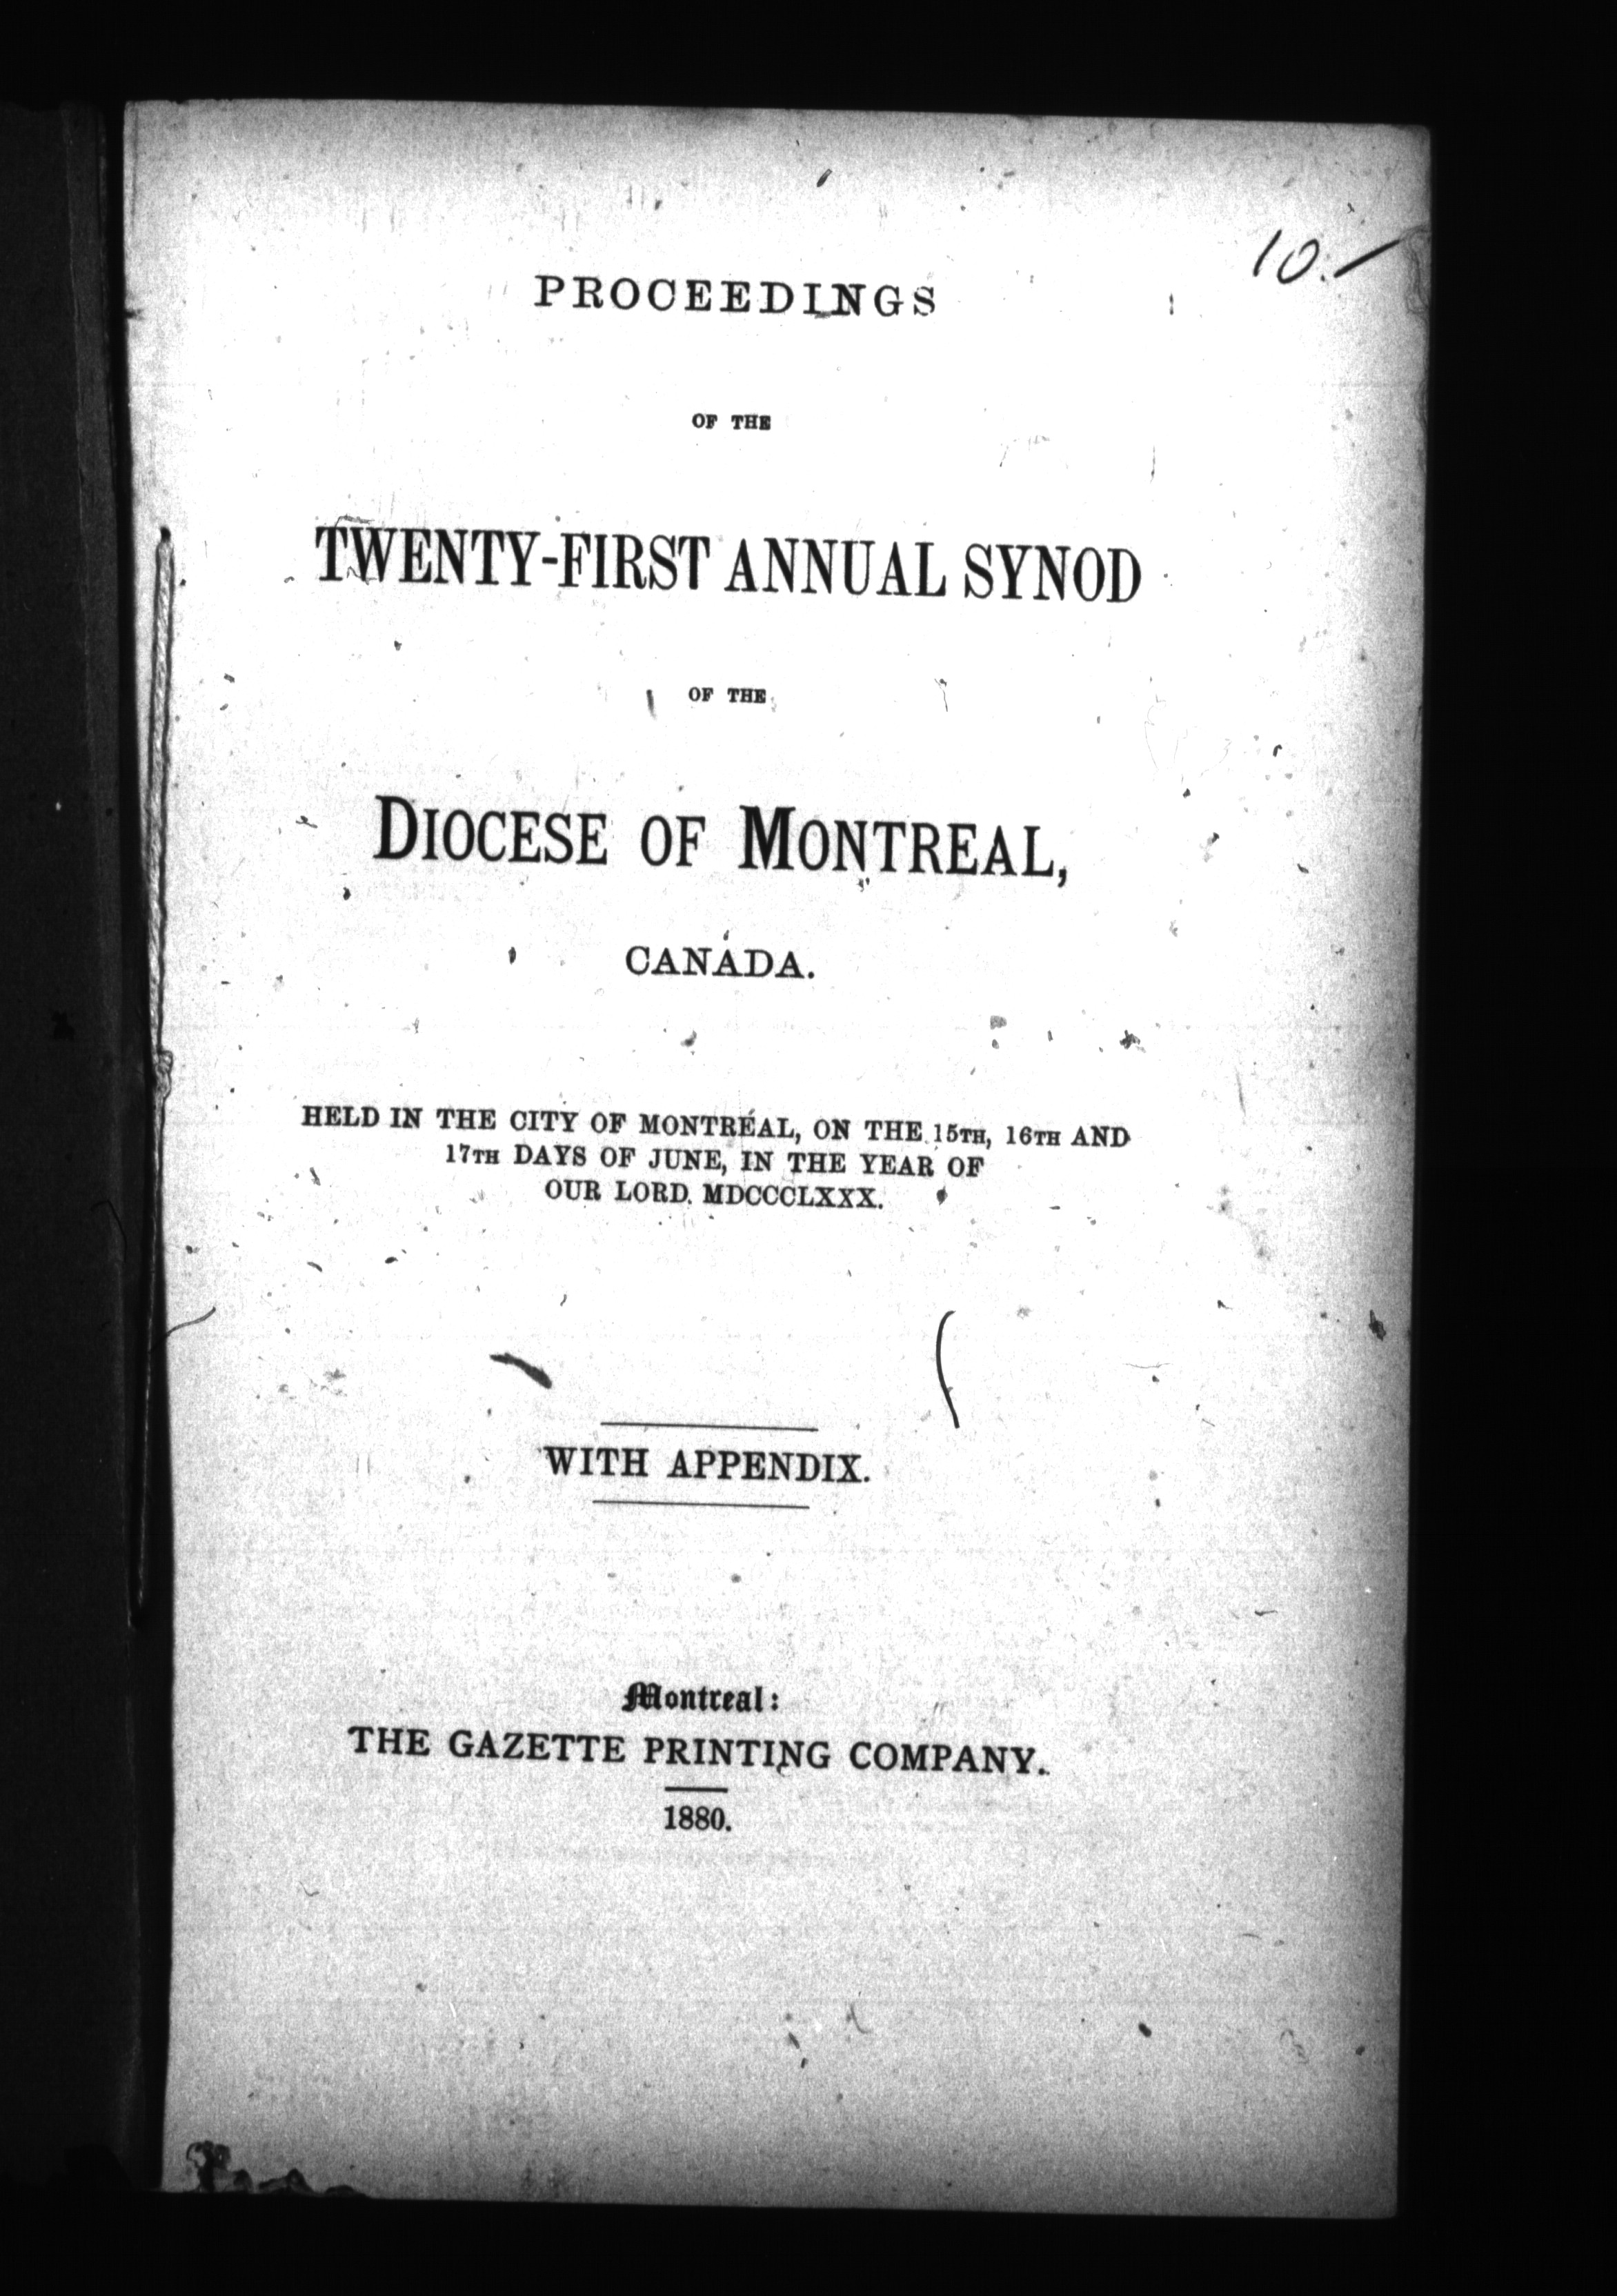 10.-
PROCEEDINGS
OF THE
TWENTY-FIRST ANNUAL SYNOD
OF THE
DIOCESE OF MONTREAL,
CANADA.
HELD IN THE CITY OF MONTREAL, ON THE 15TH, 16TH AND
17TH DAYS OF JUNE, IN THE YEAR OF
OUR LORD MDCCCLXXX.
WITH APPENDIX.
Montreal:
THE GAZETTE PRINTING COMPANY.
1880.